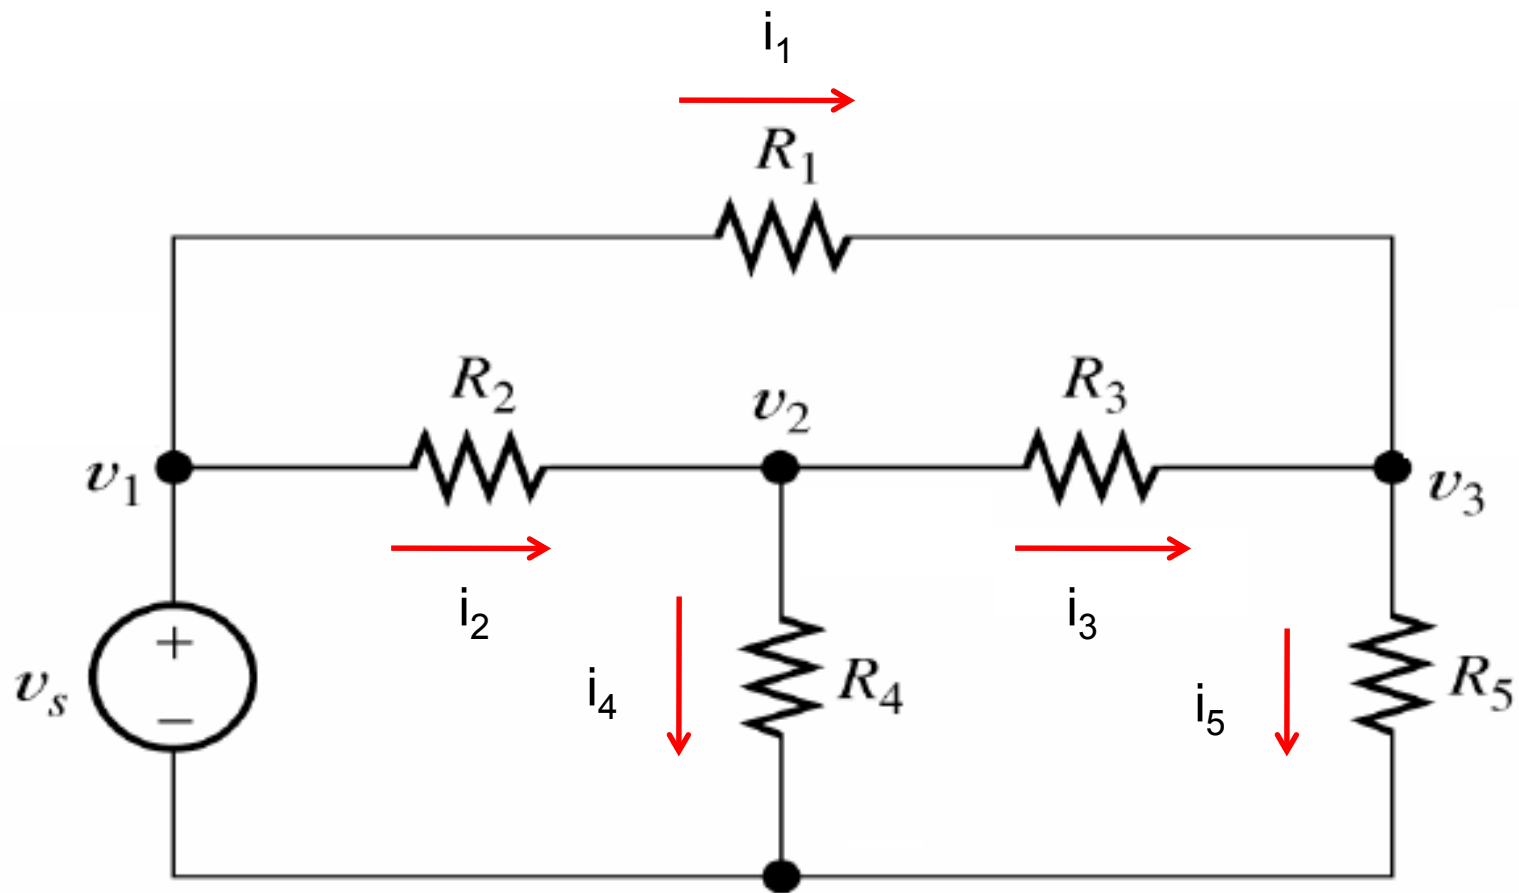 i₁
R₁
R₂
v₂
R₃
v₁
v₃
+
i₂
i₃
vₛ
i₄
R₄
i₅
R₅
−